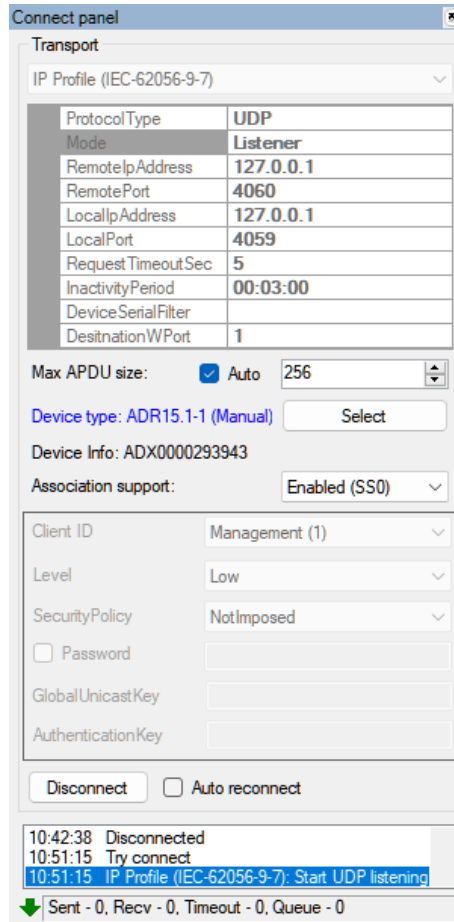 Connect panel
Transport
IP Profile (IEC-62056-9-7)
ProtocolType UDP
Mode Listener
RemoteIpAddress 127.0.0.1
RemotePort 4060
LocalIpAddress 127.0.0.1
LocalPort 4059
RequestTimeoutSec 5
InactivityPeriod 00:03:00
DeviceSerialFilter
DesitnationWPort 1
Max APDU size: Auto 256
Device type: ADR15.1-1 (Manual) Select
Device Info: ADX0000293943
Association support: Enabled (SS0)
Client ID Management (1)
Level Low
SecurityPolicy NotImposed
Password
GlobalUnicastKey
AuthenticationKey
Disconnect Auto reconnect
10:42:38 Disconnected
10:51:15 Try connect
10:51:15 IP Profile (IEC-62056-9-7): Start UDP listening
Sent - 0, Recv - 0, Timeout - 0, Queue - 0